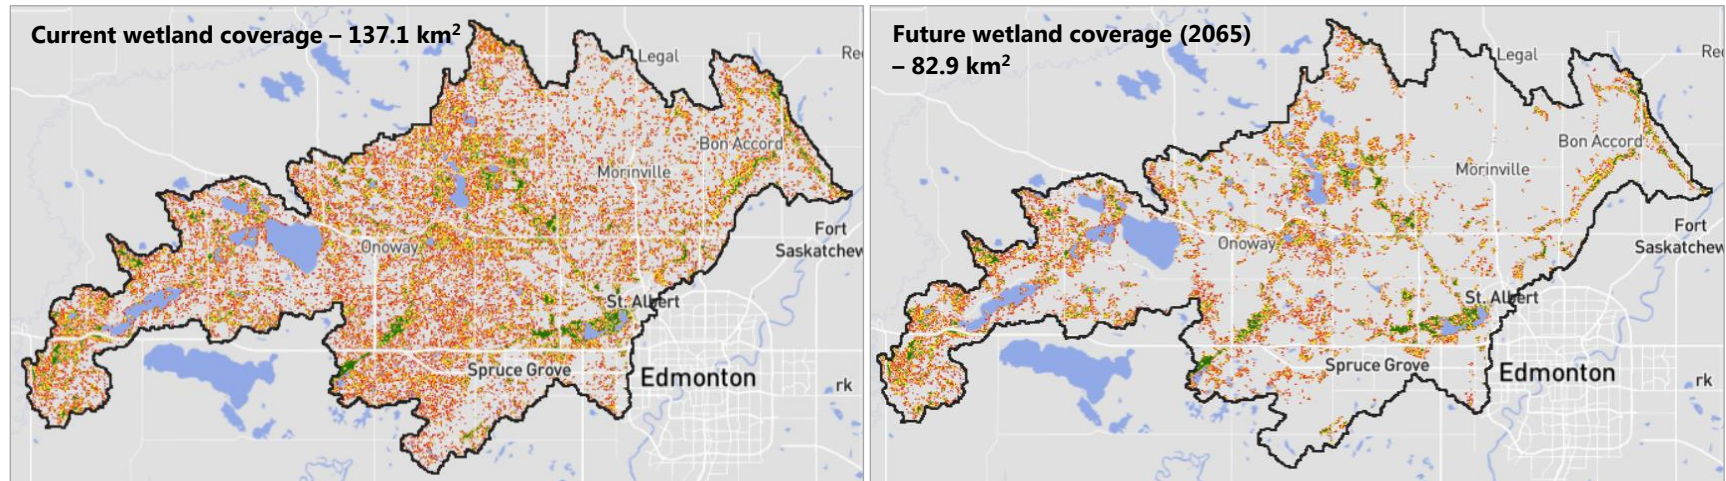 Current wetland coverage – 137.1 km²
Legal
Re
Bon Accord
Morinville
Fort
Saskatchew
Onoway
St. Albert
Spruce Grove
Edmonton
rk
Future wetland coverage (2065)
– 82.9 km²
Legal
Re
Bon Accord
Morinville
Fort
Saskatchew
Onoway
St. Albert
Spruce Grove
Edmonton
rk